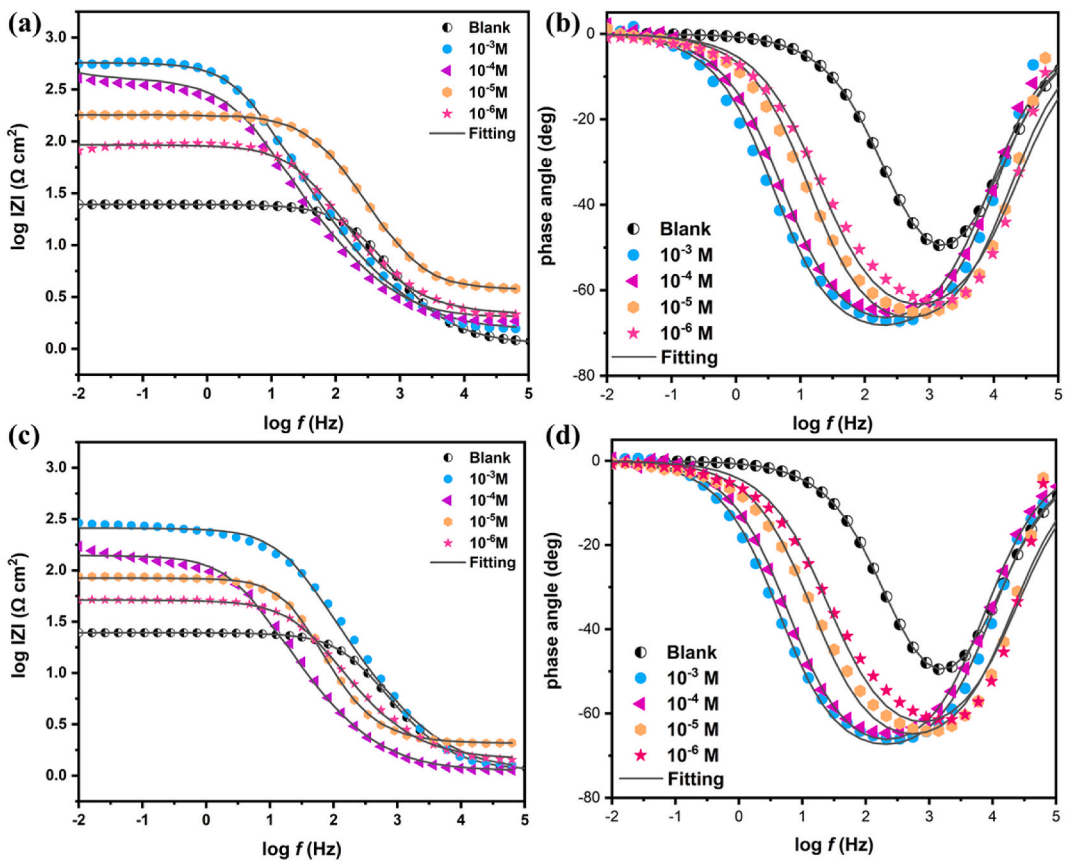 (a)
log |Z| (Ω cm²)
3.0
2.5
2.0
1.5
1.0
0.5
0.0
-2 -1 0 1 2 3 4 5
log f (Hz)
Blank
10⁻³M
10⁻⁴M
10⁻⁵M
10⁻⁶M
Fitting
(b)
phase angle (deg)
0
-20
-40
-60
-80
-2 -1 0 1 2 3 4 5
log f (Hz)
Blank
10⁻³ M
10⁻⁴ M
10⁻⁵ M
10⁻⁶ M
Fitting
(c)
log |Z| (Ω cm²)
3.0
2.5
2.0
1.5
1.0
0.5
0.0
-2 -1 0 1 2 3 4 5
log f (Hz)
Blank
10⁻³M
10⁻⁴M
10⁻⁵M
10⁻⁶M
Fitting
(d)
phase angle (deg)
0
-20
-40
-60
-80
-2 -1 0 1 2 3 4 5
log f (Hz)
Blank
10⁻³ M
10⁻⁴ M
10⁻⁵ M
10⁻⁶ M
Fitting